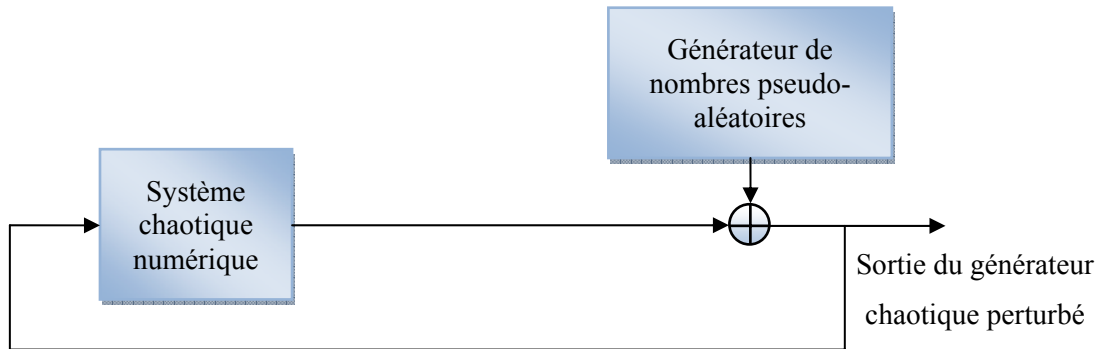 Générateur de
nombres pseudo-
aléatoires
Système
chaotique
numérique
Sortie du générateur
chaotique perturbé